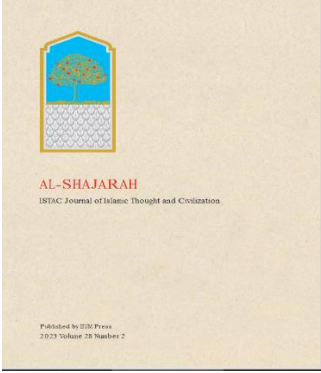 AL-SHAJARAH
ISTAC Journal of Islamic Thought and Civilization
Published by IIUM Press
2023 Volume 28 Number 2